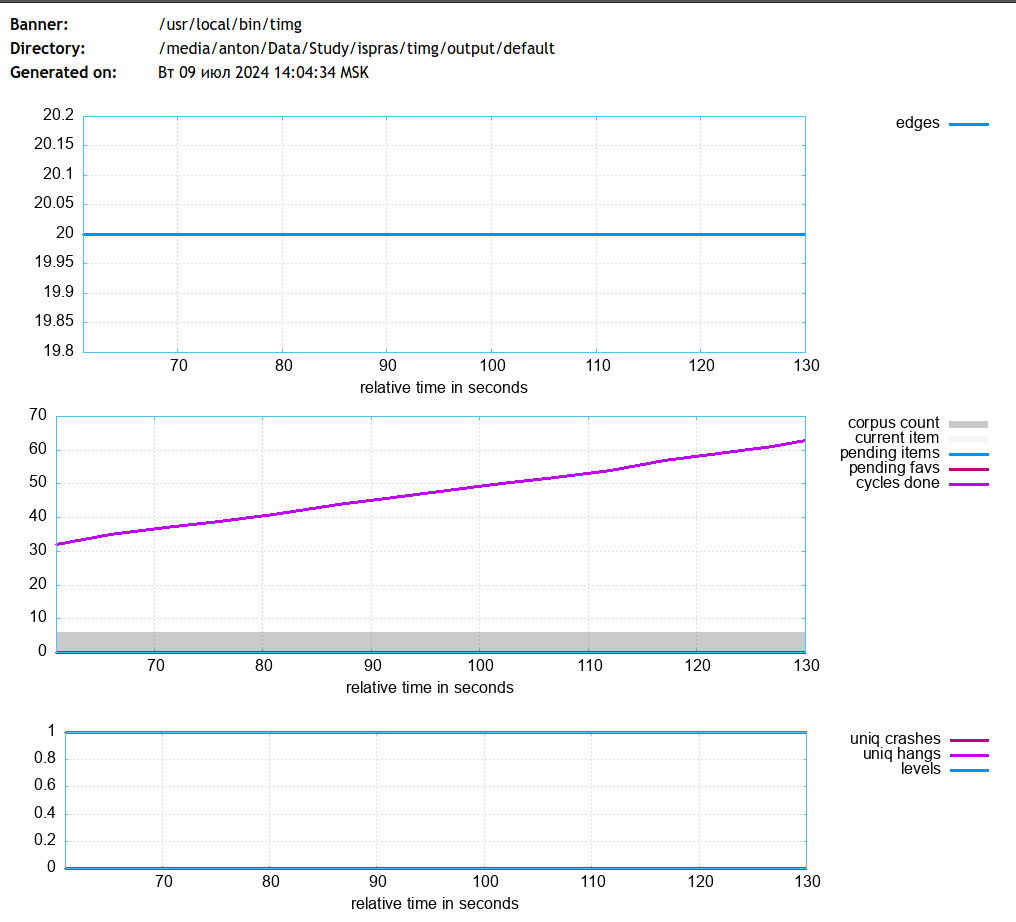 Banner: /usr/local/bin/timg
Directory: /media/anton/Data/Study/ispras/timg/output/default
Generated on: Вт 09 июл 2024 14:04:34 MSK
20.2
20.15
20.1
20.05
20
19.95
19.9
19.85
19.8
70 80 90 100 110 120 130
relative time in seconds
edges
70
60
50
40
30
20
10
0
70 80 90 100 110 120 130
relative time in seconds
corpus count
current item
pending items
pending favs
cycles done
1
0.8
0.6
0.4
0.2
0
70 80 90 100 110 120 130
relative time in seconds
uniq crashes
uniq hangs
levels